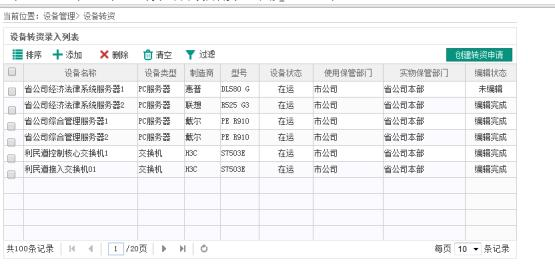 当前位置：设备管理> 设备转资
设备转资录入列表
排序 添加 删除 清空 过滤 创建转资申请
设备名称 设备类型 制造商 型号 设备状态 使用保管部门 实物保管部门 编辑状态
省公司经济法律系统服务器1 PC服务器 惠普 DL580 G 在运 市公司 省公司本部 未编辑
省公司经济法律系统服务器2 PC服务器 联想 R525 G3 在运 市公司 省公司本部 编辑完成
省公司综合管理服务器1 PC服务器 戴尔 PE R910 在运 市公司 省公司本部 编辑完成
省公司综合管理服务器2 PC服务器 戴尔 PE R910 在运 市公司 省公司本部 编辑完成
利民道控制核心交换机1 交换机 H3C S7503E 在运 市公司 省公司本部 编辑完成
利民道接入交换机01 交换机 H3C S7503E 在运 市公司 省公司本部 编辑完成
共100条记录 1 /20页 每页 10 条记录